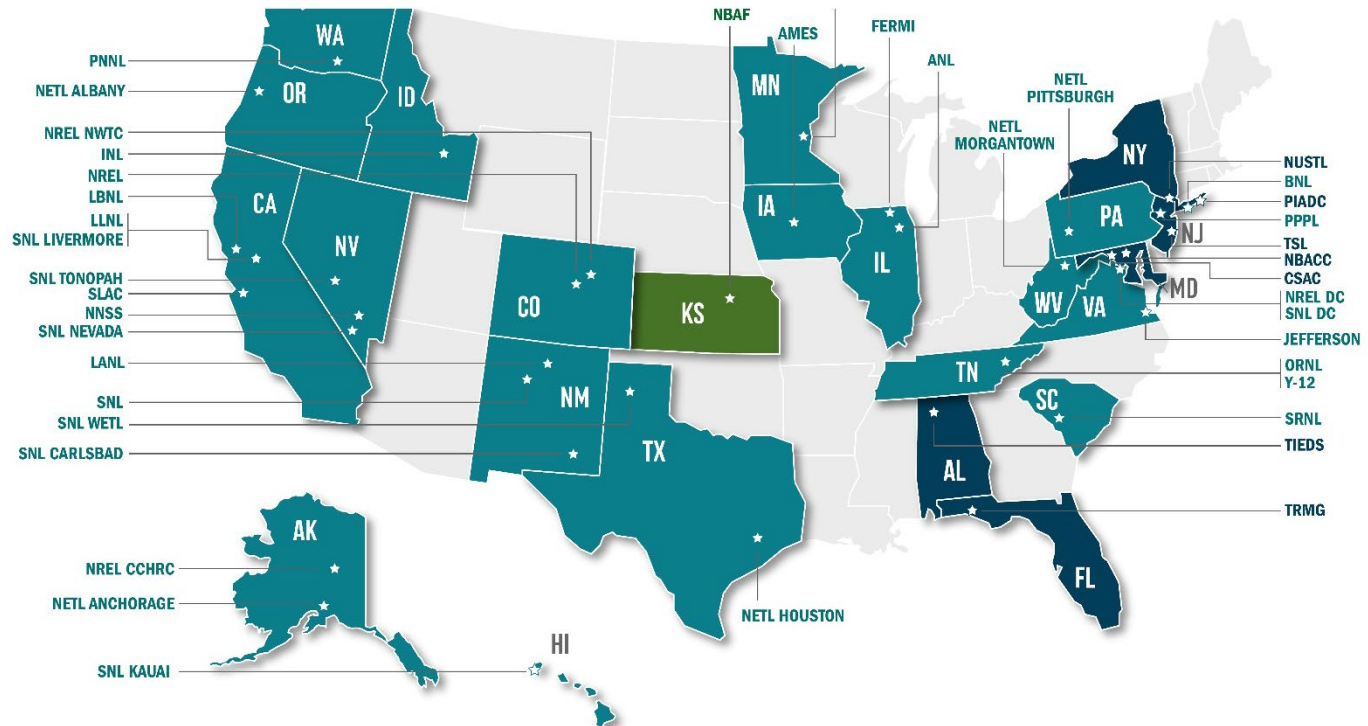 NBAF
AMES
FERMI
ANL
NETL
PITTSBURGH
NETL
MORGANTOWN
WA
PNNL
NETL ALBANY
OR
ID
MN
NREL NWTC
INL
NREL
LBNL
LLNL
SNL LIVERMORE
SNL TONOPAH
SLAC
NNSS
SNL NEVADA
LANL
SNL
SNL WETL
SNL CARLSBAD
CA
NV
CO
KS
NM
TX
IA
IL
NY
PA
NJ
MD
WV
VA
TN
SC
AL
FL
NUSTL
BNL
PIADC
PPPL
TSL
NBACC
CSAC
NREL DC
SNL DC
JEFFERSON
ORNL
Y-12
SRNL
TIEDS
TRMG
AK
NREL CCHRC
NETL ANCHORAGE
NETL HOUSTON
SNL KAUAI
HI